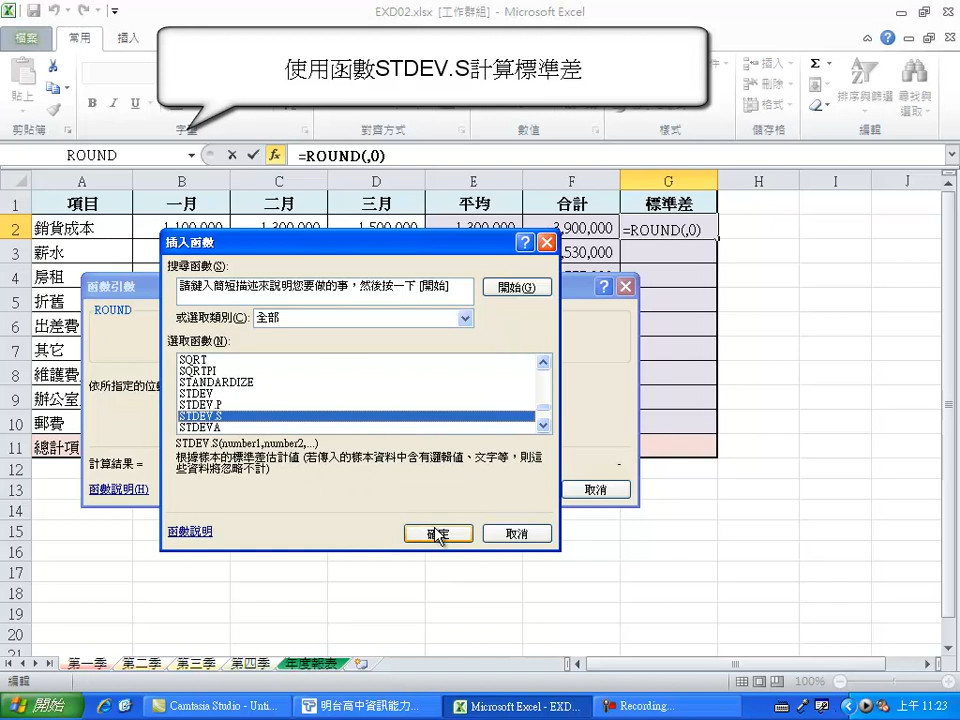 EXD02.xlsx [工作群組] - Microsoft Excel
檔案 常用 插入
使用函數STDEV.S計算標準差
貼上
B I U
插入
刪除
格式
Σ
排序與篩選 尋找與選取
剪貼簿 字型 對齊方式 數值 樣式 儲存格 編輯
ROUND fx =ROUND(,0)
A B C D E F G H I J
1 項目 一月 二月 三月 平均 合計 標準差
2 銷貨成本 1,100,000 1,300,000 1,500,000 1,300,000 3,900,000 =ROUND(,0)
3 薪水 ,530,000
4 房租
5 折舊
6 出差費
7 其它
8 維護費
9 辦公室
10 郵費
11 總計項
12
13
14
15
16
17
18
19
20
21
函數引數
ROUND
依所指定的位數
計算結果 =
函數說明(H)
取消
插入函數
搜尋函數(S):
請鍵入簡短描述來說明您要做的事，然後按一下 [開始]
開始(G)
或選取類別(C): 全部
選取函數(N):
SQRT
SQRTPI
STANDARDIZE
STDEV
STDEV.P
STDEV.S
STDEVA
STDEV.S(number1,number2,...)
根據樣本的標準差估計值 (若傳入的樣本資料中含有邏輯值、文字等，則這
些資料將忽略不計)
函數說明
確定
取消
第一季 第二季 第三季 第四季 年度報表
編輯 100%
開始 Camtasia Studio - Unti... 明台高中資訊能力... Microsoft Excel - EXD... Recording... 上午 11:23